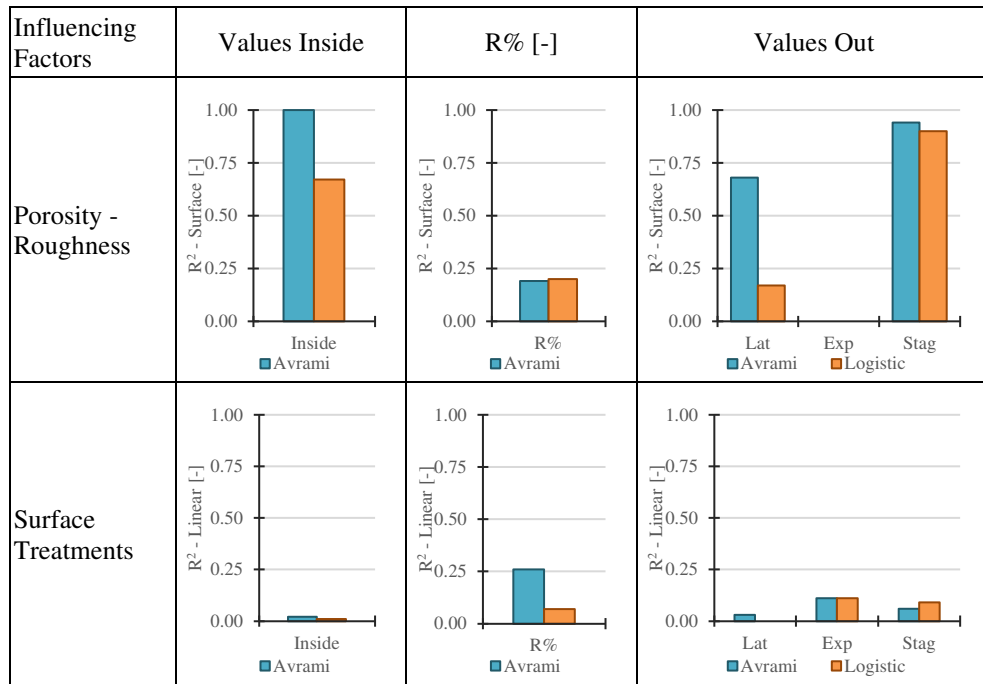 Influencing
Factors
Values Inside
R% [-]
Values Out
Porosity -
Roughness
R² - Surface [-]
1.00
0.75
0.50
0.25
0.00
Inside
Avrami
R² - Surface [-]
1.00
0.75
0.50
0.25
0.00
R%
Avrami
R² - Surface [-]
1.00
0.75
0.50
0.25
0.00
Lat Exp Stag
Avrami Logistic
Surface
Treatments
R² - Linear [-]
1.00
0.75
0.50
0.25
0.00
Inside
Avrami
R² - Linear [-]
1.00
0.75
0.50
0.25
0.00
R%
Avrami
R² - Linear [-]
1.00
0.75
0.50
0.25
0.00
Lat Exp Stag
Avrami Logistic